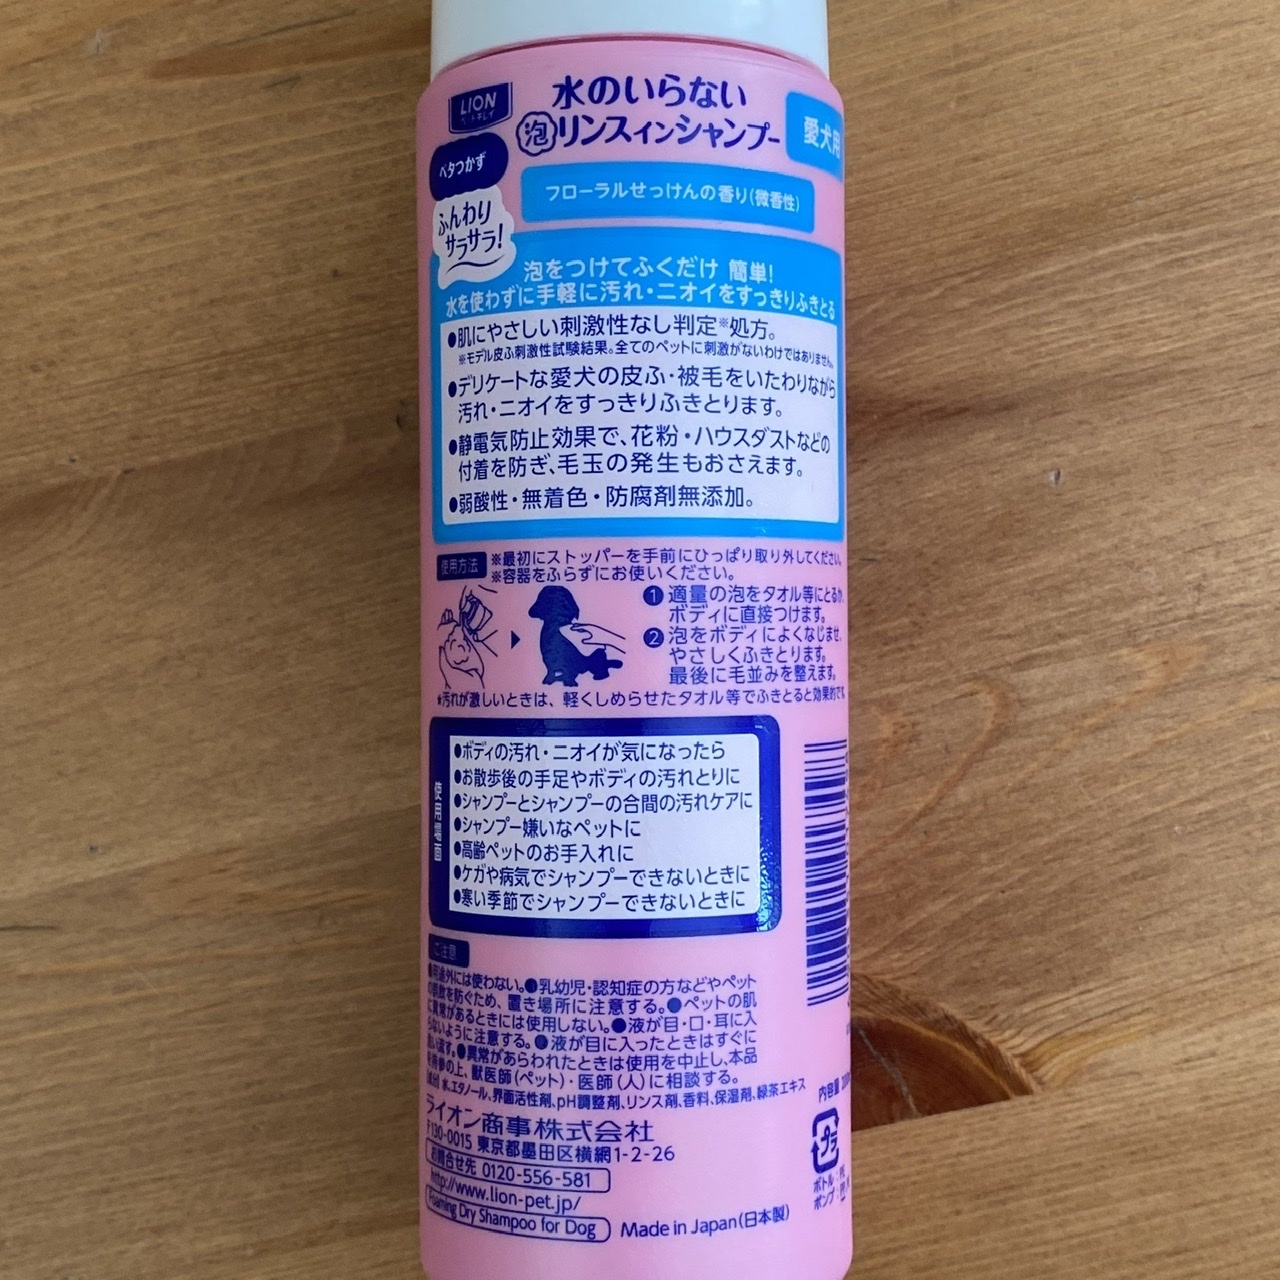 LION
ペットキレイ
水のいらない
泡リンスインシャンプー
愛犬用
ベタつかず
ふんわり
サラサラ!
フローラルせっけんの香り(微香性)
泡をつけてふくだけ 簡単!
水を使わずに手軽に汚れ・ニオイをすっきりふきとる
●肌にやさしい刺激性なし判定※処方。
※モデル皮ふ刺激性試験結果。全てのペットに刺激がないわけではありません。
●デリケートな愛犬の皮ふ・被毛をいたわりながら
汚れ・ニオイをすっきりふきとります。
●静電気防止効果で、花粉・ハウスダストなどの
付着を防ぎ、毛玉の発生もおさえます。
●弱酸性・無着色・防腐剤無添加。
使用方法
※最初にストッパーを手前にひっぱり取り外してください。
※容器をふらずにお使いください。
1 適量の泡をタオル等にとるか、
ボディに直接つけます。
2 泡をボディによくなじませ、
やさしくふきとります。
最後に毛並みを整えます。
★汚れが激しいときは、軽くしめらせたタオル等でふきとると効果的です
使用場面
●ボディの汚れ・ニオイが気になったら
●お散歩後の手足やボディの汚れとりに
●シャンプーとシャンプーの合間の汚れケアに
●シャンプー嫌いなペットに
●高齢ペットのお手入れに
●ケガや病気でシャンプーできないときに
●寒い季節でシャンプーできないときに
ご注意
●用途外には使わない。●乳幼児・認知症の方などやペット
の誤飲を防ぐため、置き場所に注意する。●ペットの肌
に異常があるときには使用しない。●液が目・口・耳に入
らないように注意する。●液が目に入ったときはすぐに
洗い流す。●異常があらわれたときは使用を中止し、本品
を持参の上、獣医師(ペット)・医師(人)に相談する。
水、エタノール、界面活性剤、pH調整剤、リンス剤、香料、保湿剤、緑茶エキス
ライオン商事株式会社
〒130-0015 東京都墨田区横網1-2-26
お問合せ先 0120-556-581
http://www.lion-pet.jp/
Foaming Dry Shampoo for Dog
Made in Japan(日本製)
内容量
プラ
ボトル:
ポンプ: